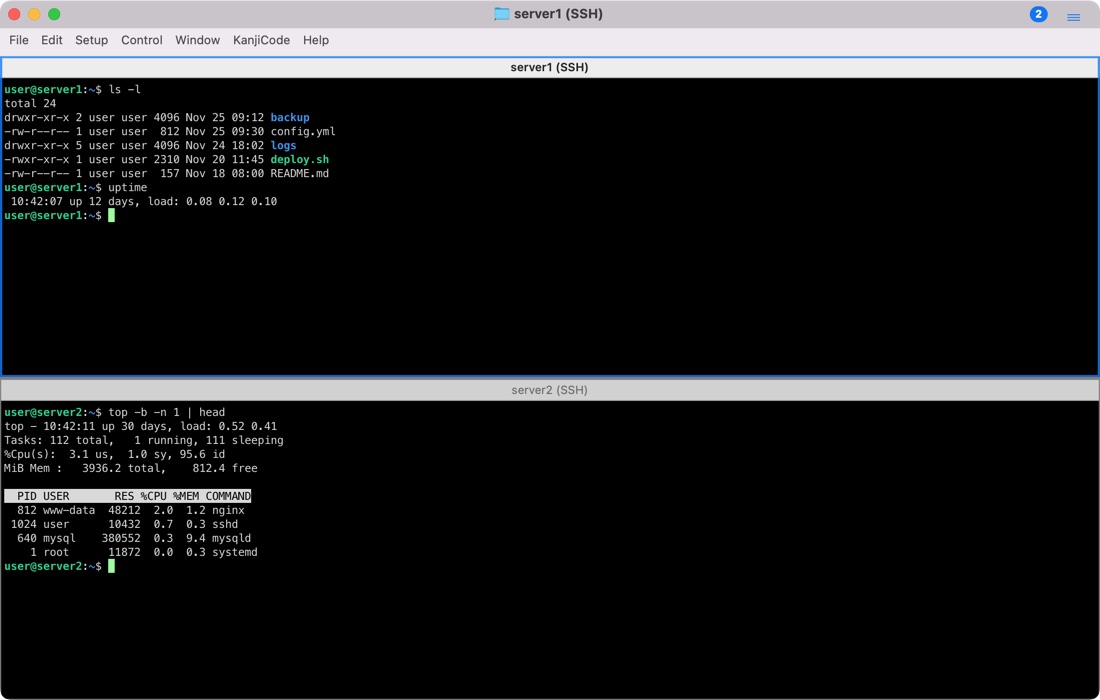 server1 (SSH)
2
File Edit Setup Control Window KanjiCode Help
server1 (SSH)
user@server1:~$ ls -l
total 24
drwxr-xr-x 2 user user 4096 Nov 25 09:12 backup
-rw-r--r-- 1 user user  812 Nov 25 09:30 config.yml
drwxr-xr-x 5 user user 4096 Nov 24 18:02 logs
-rwxr-xr-x 1 user user 2310 Nov 20 11:45 deploy.sh
-rw-r--r-- 1 user user  157 Nov 18 08:00 README.md
user@server1:~$ uptime
 10:42:07 up 12 days, load: 0.08 0.12 0.10
user@server1:~$
server2 (SSH)
user@server2:~$ top -b -n 1 | head
top - 10:42:11 up 30 days, load: 0.52 0.41
Tasks: 112 total,   1 running, 111 sleeping
%Cpu(s):  3.1 us,  1.0 sy, 95.6 id
MiB Mem :   3936.2 total,    812.4 free
  PID USER       RES %CPU %MEM COMMAND
  812 www-data  48212  2.0  1.2 nginx
 1024 user      10432  0.7  0.3 sshd
  640 mysql    380552  0.3  9.4 mysqld
    1 root      11872  0.0  0.3 systemd
user@server2:~$